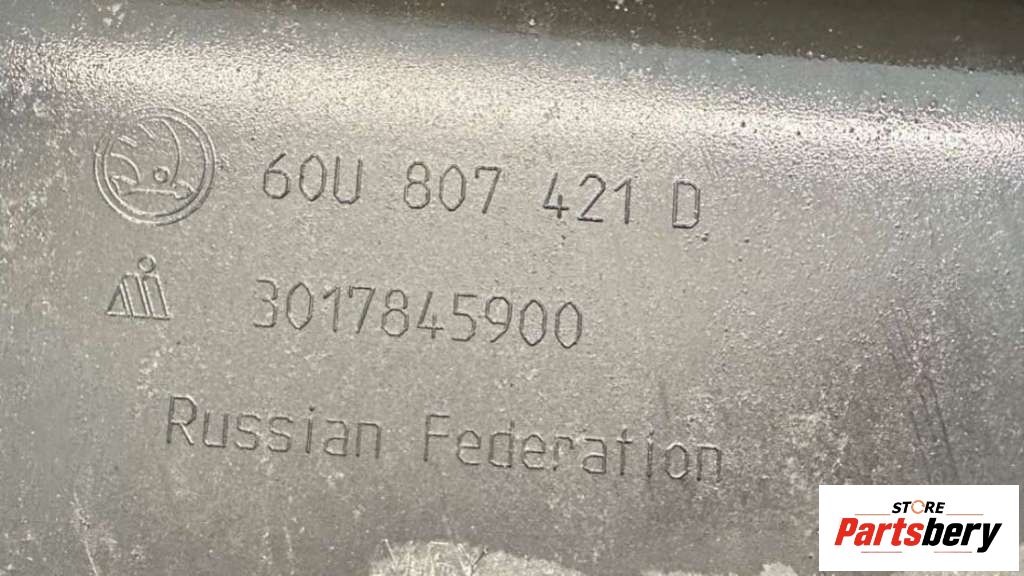 60U 807 421 D
3017845900
Russian Federation
STORE
Partsbery